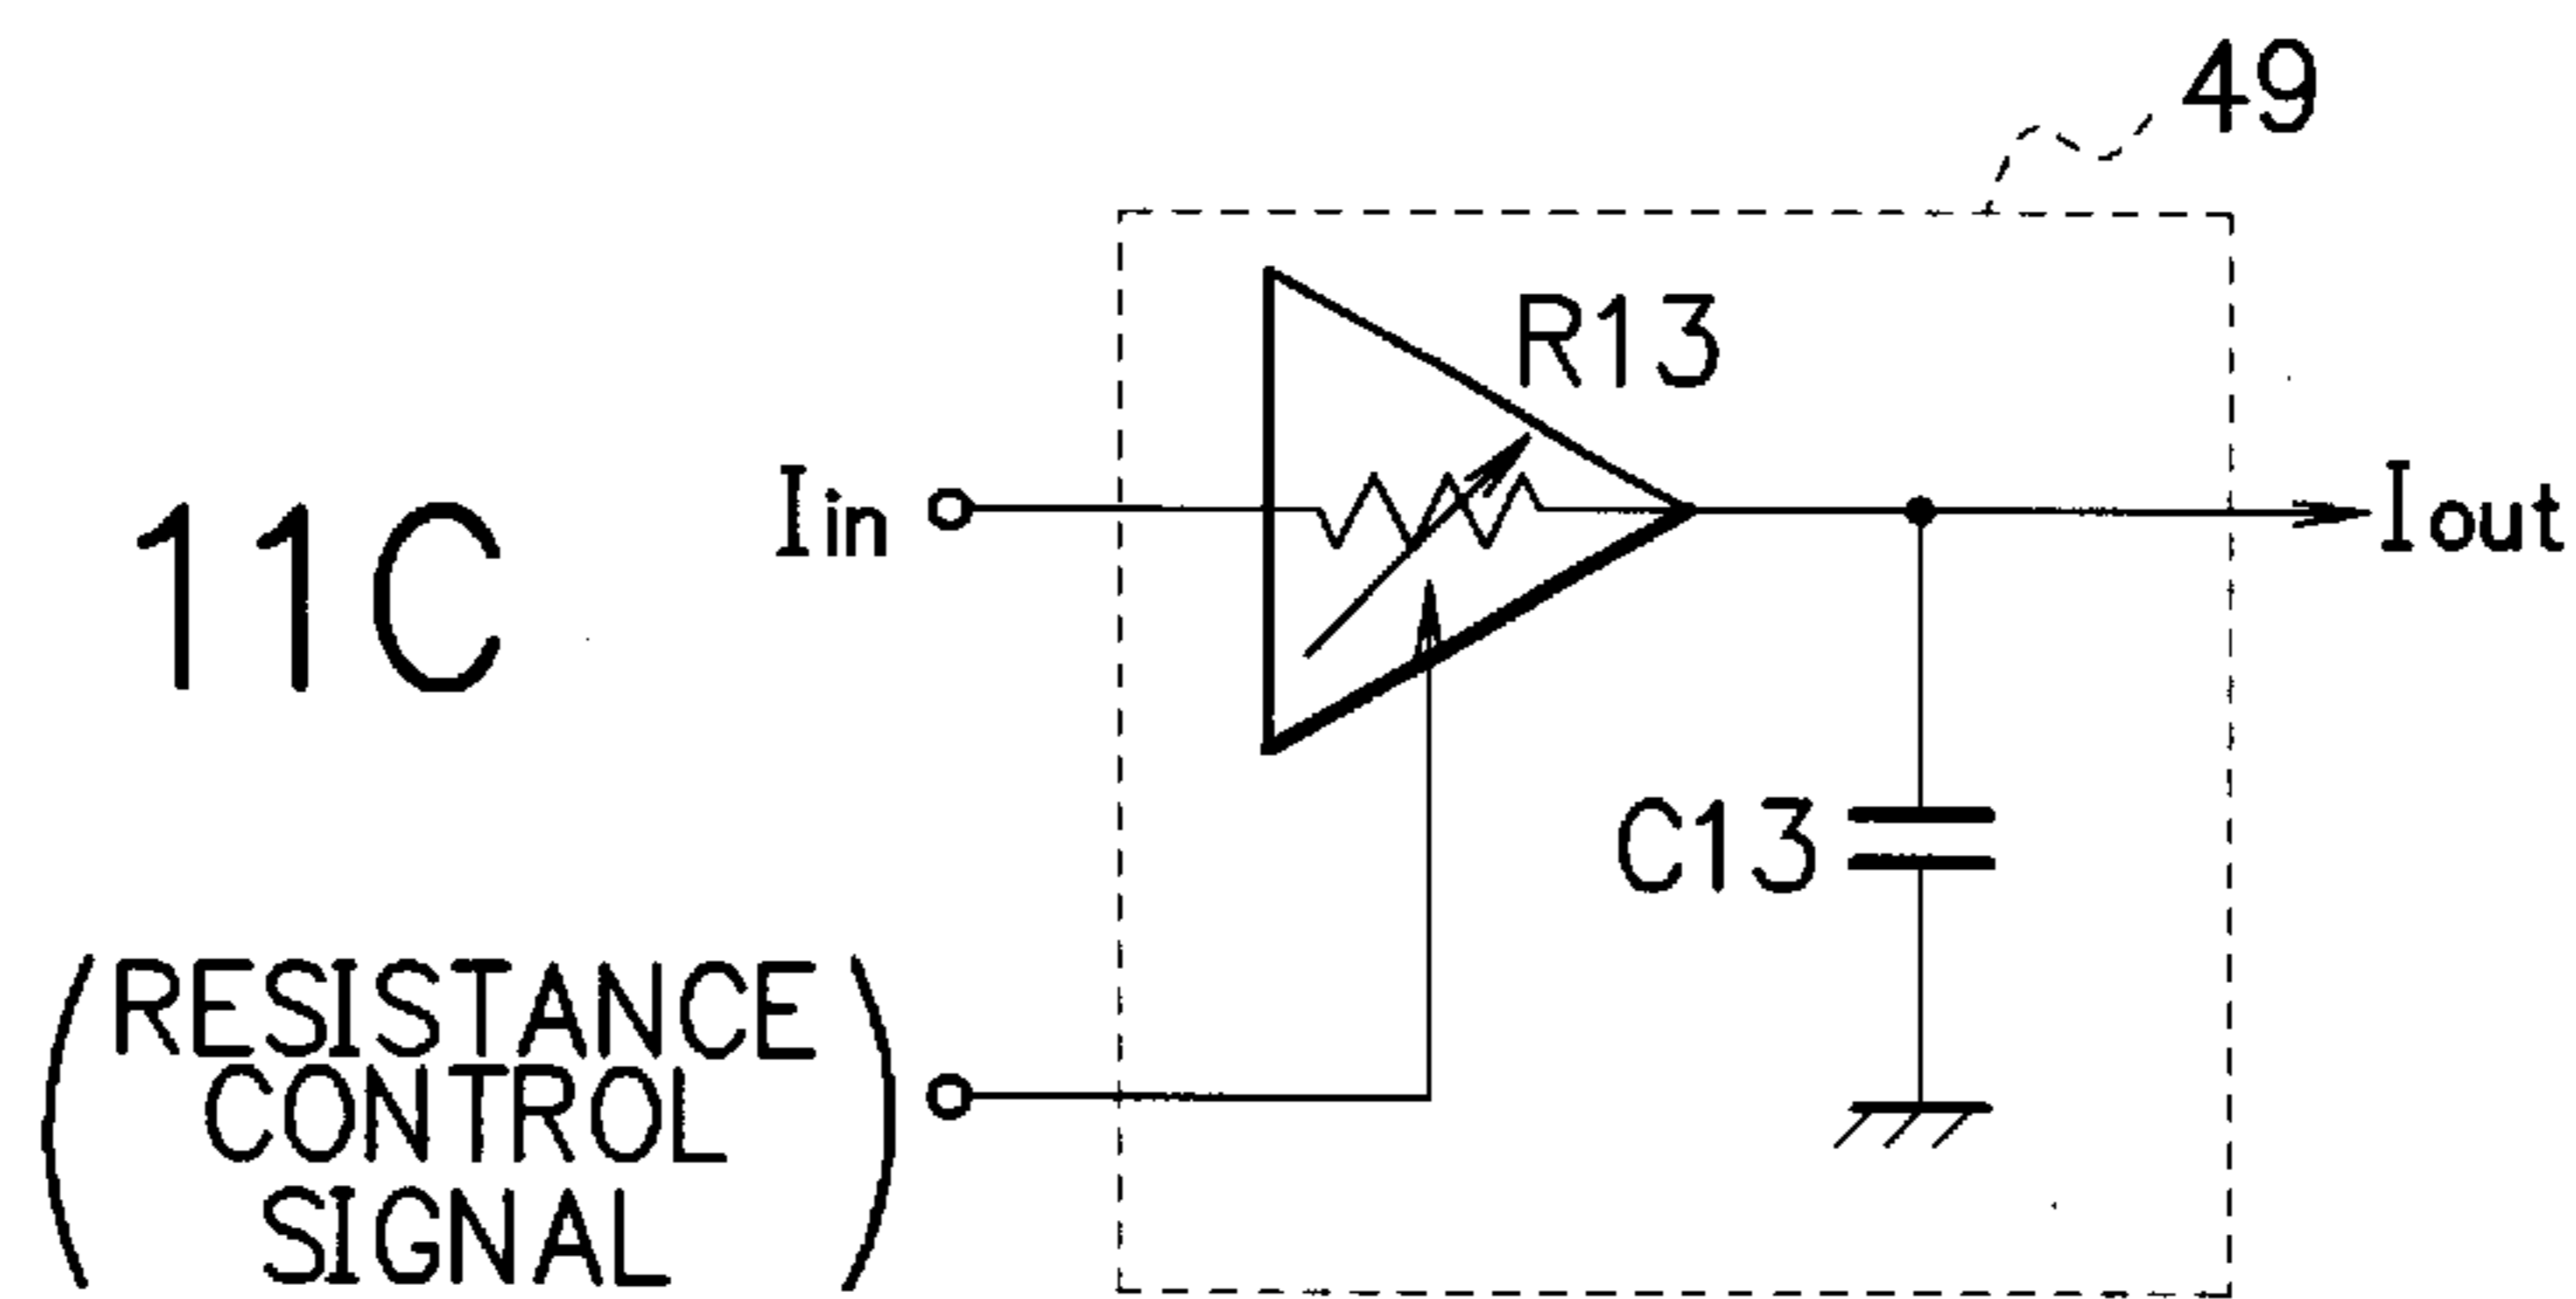 49
R13
11C
Iin
Iout
C13
(RESISTANCE
CONTROL
SIGNAL)